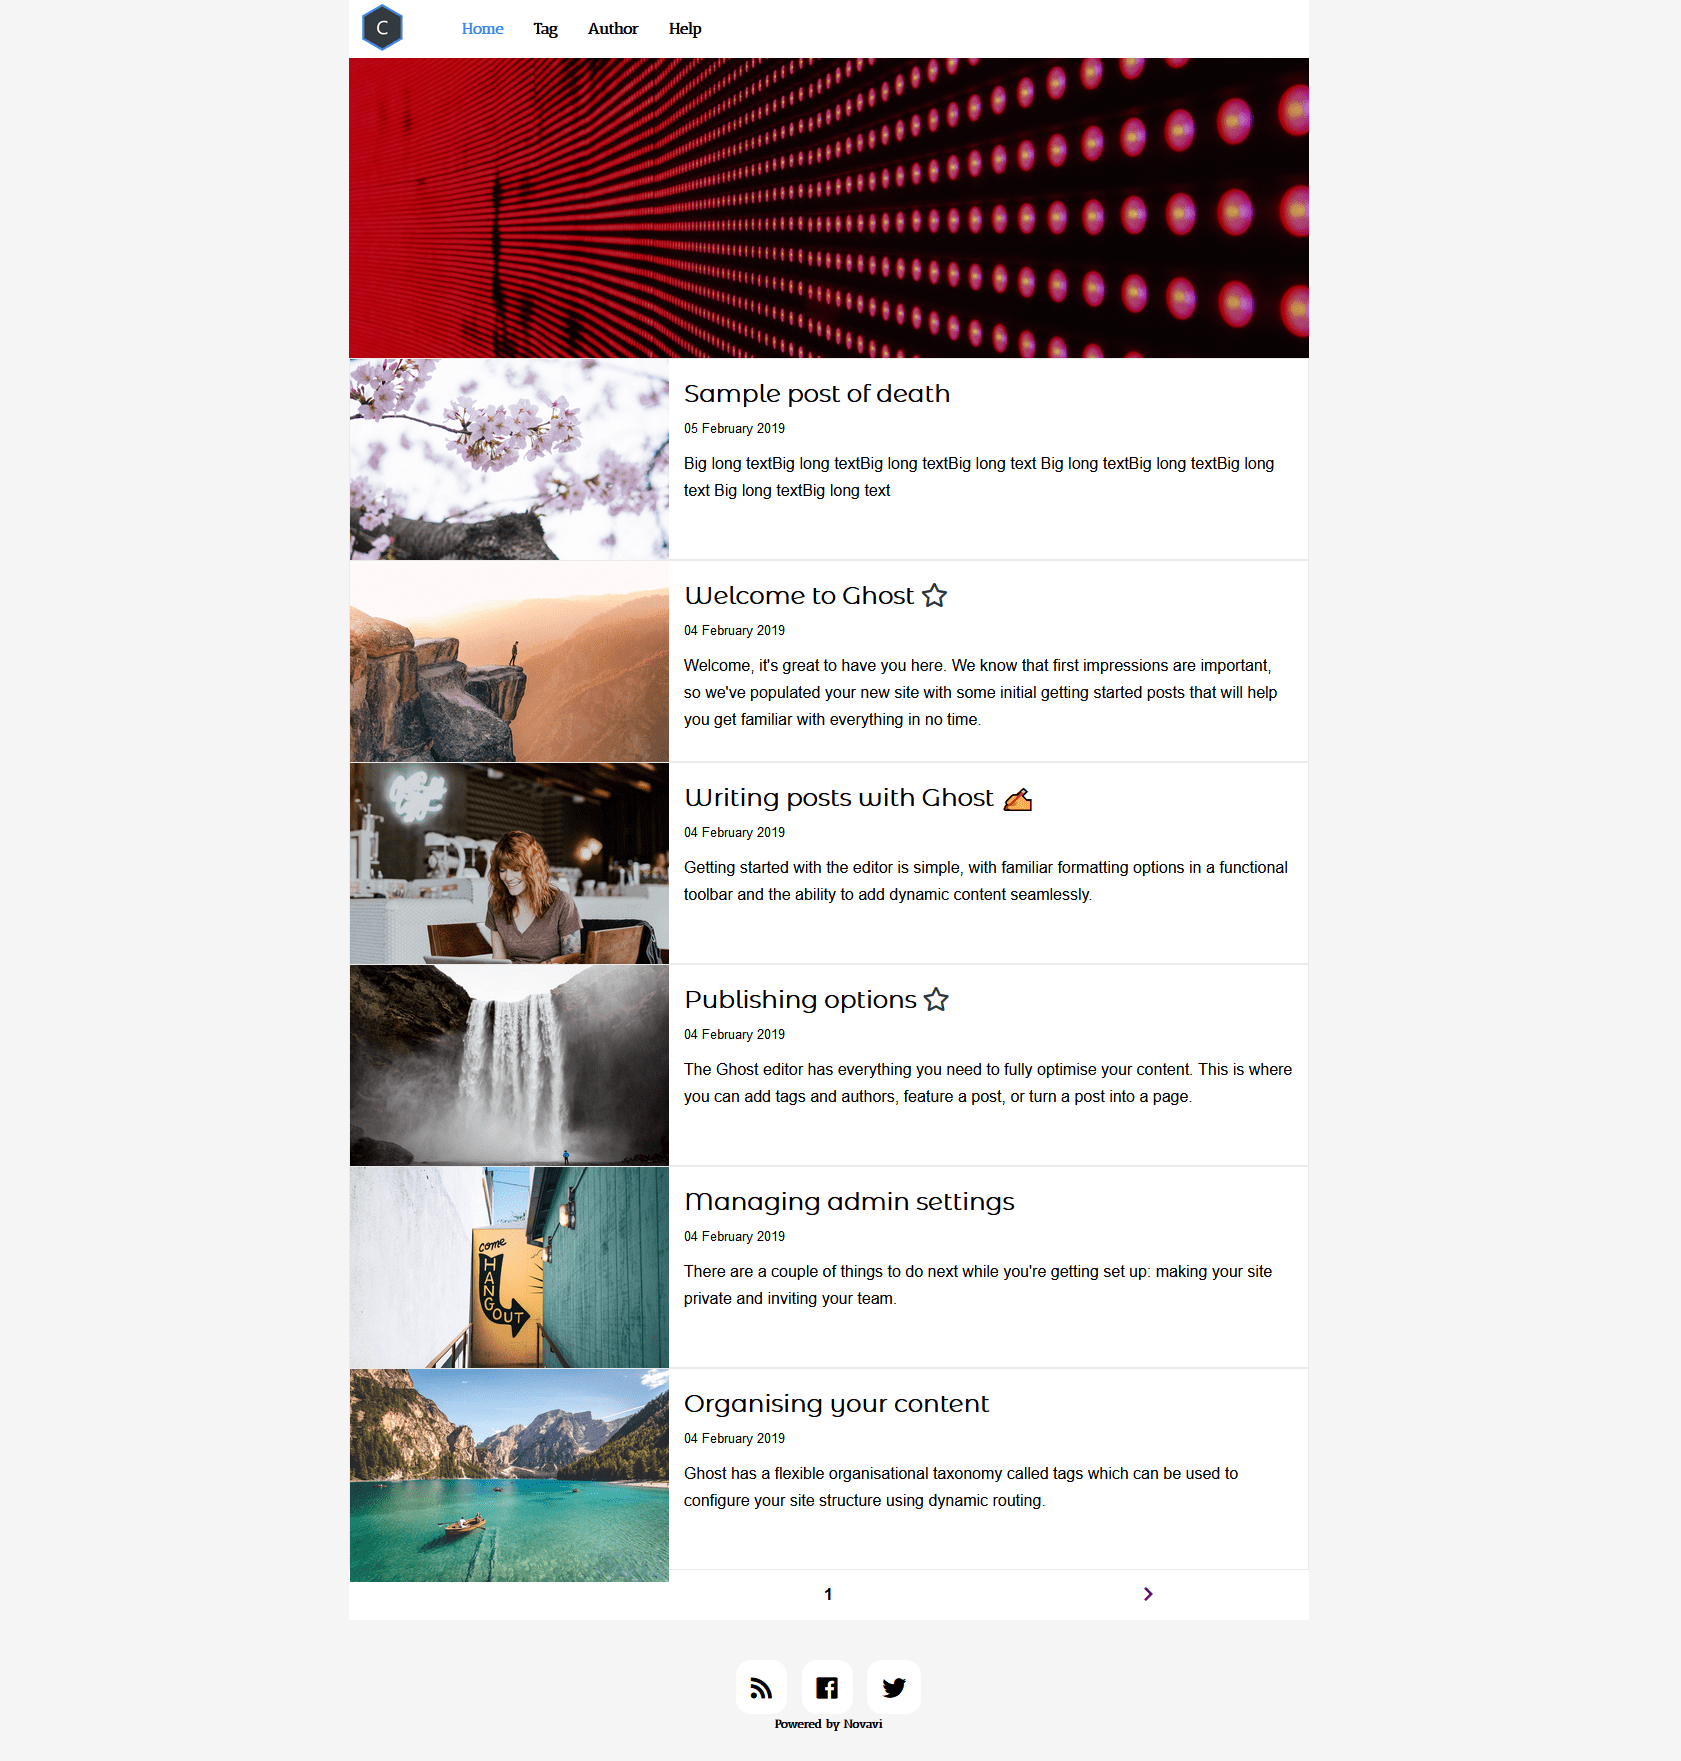 C
Home Tag Author Help
Sample post of death
05 February 2019
Big long textBig long textBig long textBig long text Big long textBig long textBig long
text Big long textBig long text
Welcome to Ghost
04 February 2019
Welcome, it's great to have you here. We know that first impressions are important,
so we've populated your new site with some initial getting started posts that will help
you get familiar with everything in no time.
Writing posts with Ghost ✍
04 February 2019
Getting started with the editor is simple, with familiar formatting options in a functional
toolbar and the ability to add dynamic content seamlessly.
Publishing options
04 February 2019
The Ghost editor has everything you need to fully optimise your content. This is where
you can add tags and authors, feature a post, or turn a post into a page.
come
HANGOUT
Managing admin settings
04 February 2019
There are a couple of things to do next while you're getting set up: making your site
private and inviting your team.
Organising your content
04 February 2019
Ghost has a flexible organisational taxonomy called tags which can be used to
configure your site structure using dynamic routing.
1
Powered by Novavi